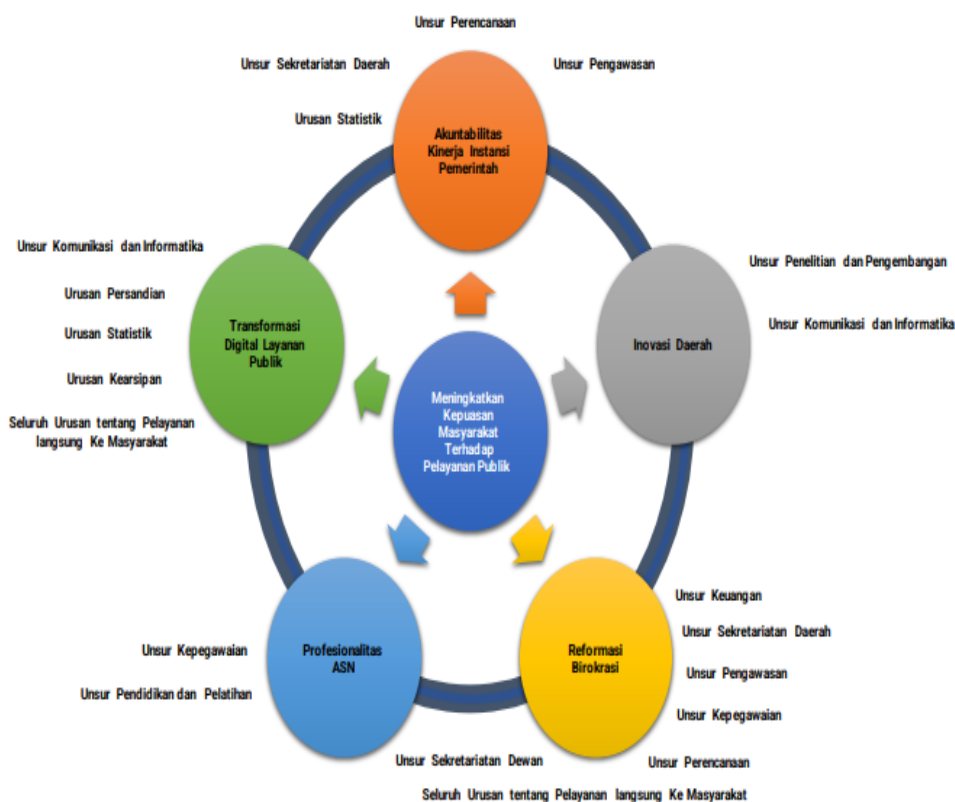 Unsur Perencanaan
Unsur Sekretariatan Daerah
Unsur Pengawasan
Urusan Statistik
Akuntabilitas
Kinerja Instansi
Pemerintah
Unsur Komunikasi dan Informatika
Urusan Persandian
Urusan Statistik
Urusan Kearsipan
Seluruh Urusan tentang Pelayanan
langsung Ke Masyarakat
Transformasi
Digital Layanan
Publik
Unsur Penelitian dan Pengembangan
Unsur Komunikasi dan Informatika
Inovasi Daerah
Meningkatkan
Kepuasan
Masyarakat
Terhadap
Pelayanan Publik
Unsur Kepegawaian
Unsur Pendidikan dan Pelatihan
Profesionalitas
ASN
Reformasi
Birokrasi
Unsur Keuangan
Unsur Sekretariatan Daerah
Unsur Pengawasan
Unsur Kepegawaian
Unsur Perencanaan
Unsur Sekretariatan Dewan
Seluruh Urusan tentang Pelayanan langsung Ke Masyarakat